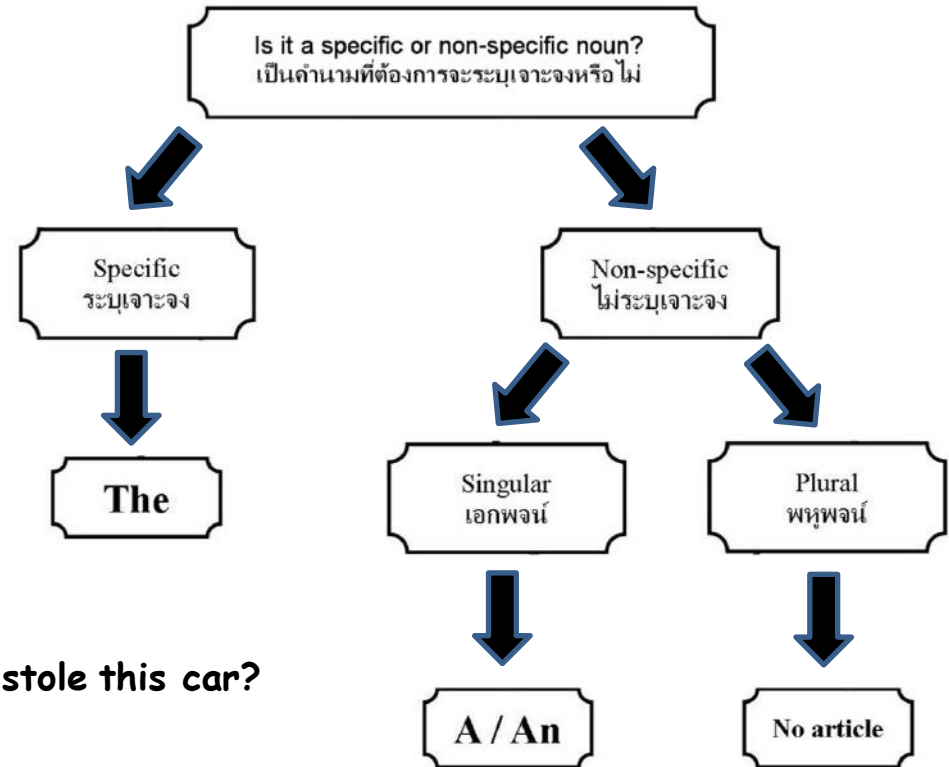 Is it a specific or non-specific noun?
เป็นคำนามที่ต้องการจะระบุเจาะจงหรือไม่
Specific
ระบุเจาะจง
Non-specific
ไม่ระบุเจาะจง
The
Singular
เอกพจน์
Plural
พหูพจน์
stole this car?
A / An
No article